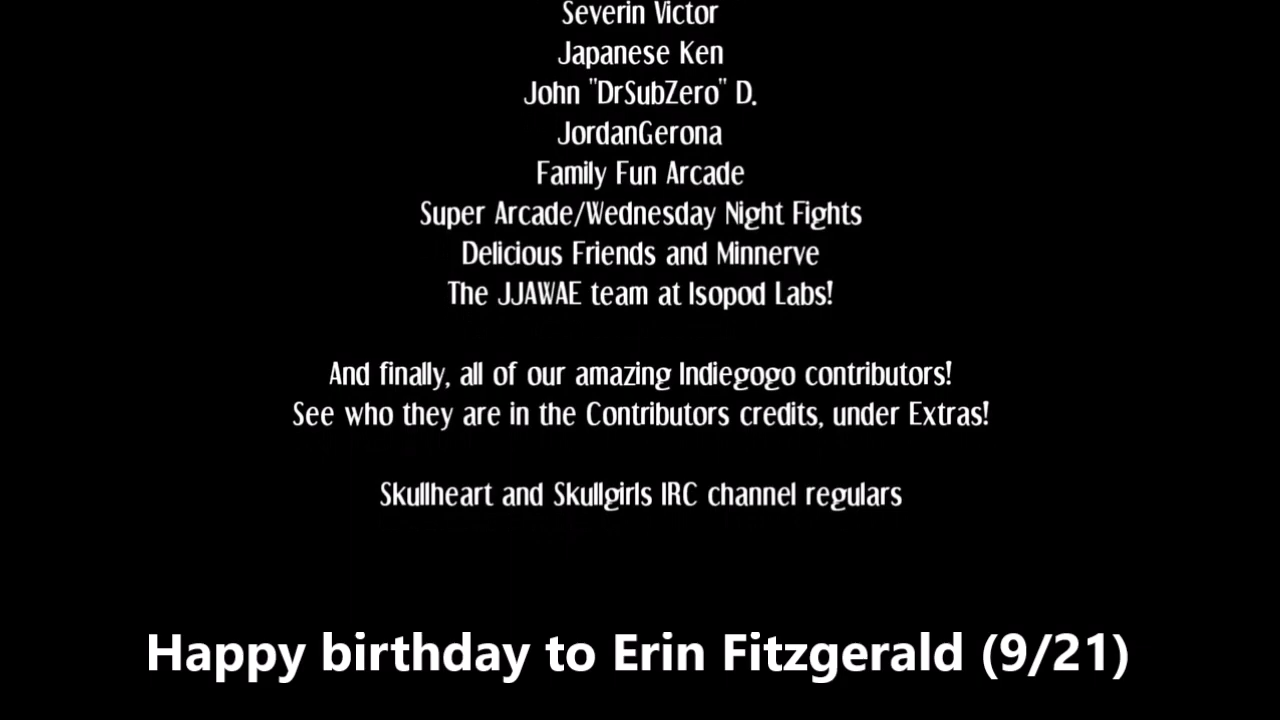 Severin Victor
Japanese Ken
John "DrSubZero" D.
JordanGerona
Family Fun Arcade
Super Arcade/Wednesday Night Fights
Delicious Friends and Minnerve
The JJAWAE team at Isopod Labs!
And finally, all of our amazing Indiegogo contributors!
See who they are in the Contributors credits, under Extras!
Skullheart and Skullgirls IRC channel regulars
Happy birthday to Erin Fitzgerald (9/21)